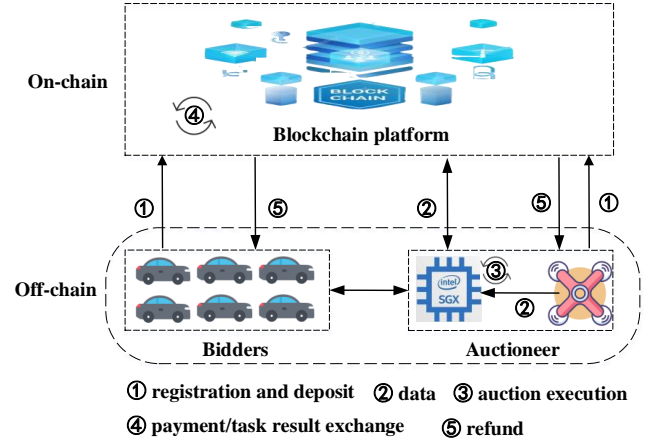 BLOCK
CHAIN
On-chain
④
Blockchain platform
① ⑤ ② ⑤ ①
Off-chain
intel
SGX
③
②
Bidders
Auctioneer
① registration and deposit ② data ③ auction execution
④ payment/task result exchange ⑤ refund